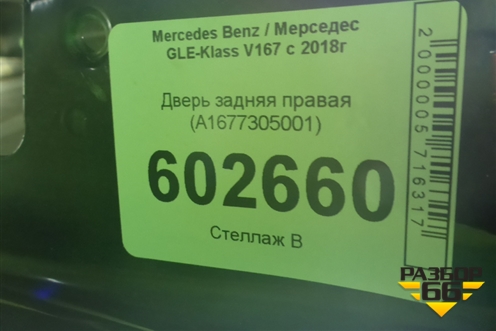 Mercedes Benz / Мерседес
GLE-Klass V167 с 2018г
Дверь задняя правая
(A1677305001)
602660
Стеллаж В
2000005716317
РАЗБОР
66